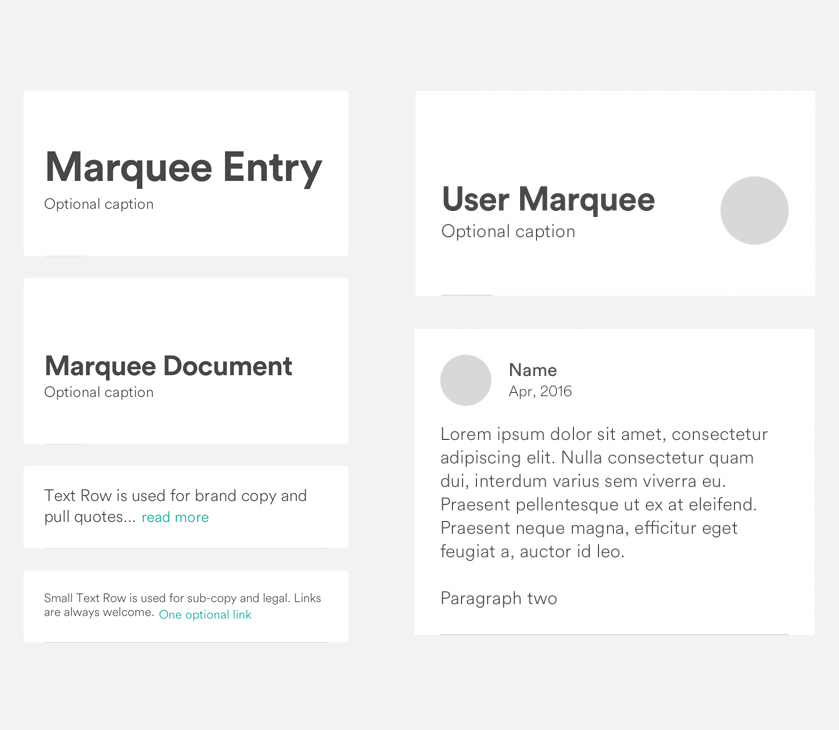 Marquee Entry
Optional caption
Marquee Document
Optional caption
Text Row is used for brand copy and
pull quotes... read more
Small Text Row is used for sub-copy and legal. Links
are always welcome. One optional link
User Marquee
Optional caption
Name
Apr, 2016
Lorem ipsum dolor sit amet, consectetur
adipiscing elit. Nulla consectetur quam
dui, interdum varius sem viverra eu.
Praesent pellentesque ut ex at eleifend.
Praesent neque magna, efficitur eget
feugiat a, auctor id leo.
Paragraph two